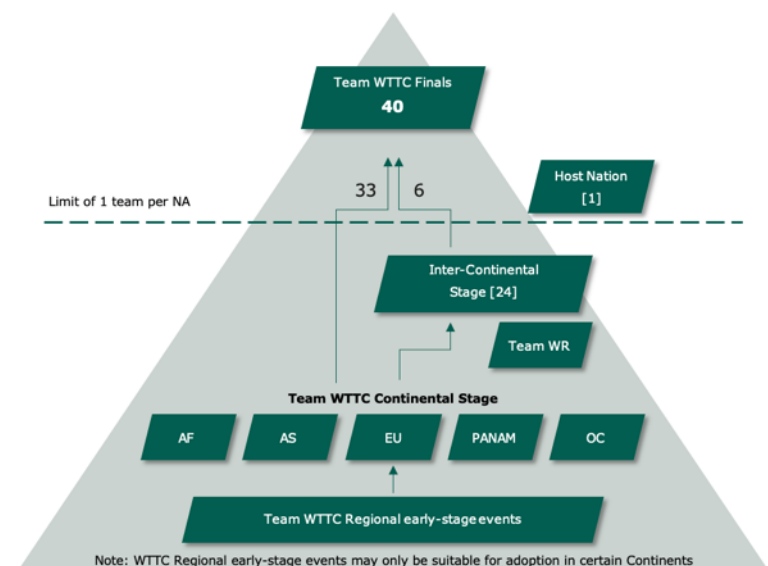 Team WTTC Finals
40
33
6
Host Nation
[1]
Limit of 1 team per NA
Inter-Continental
Stage [24]
Team WR
Team WTTC Continental Stage
AF
AS
EU
PANAM
OC
Team WTTC Regional early-stage events
Note: WTTC Regional early-stage events may only be suitable for adoption in certain Continents